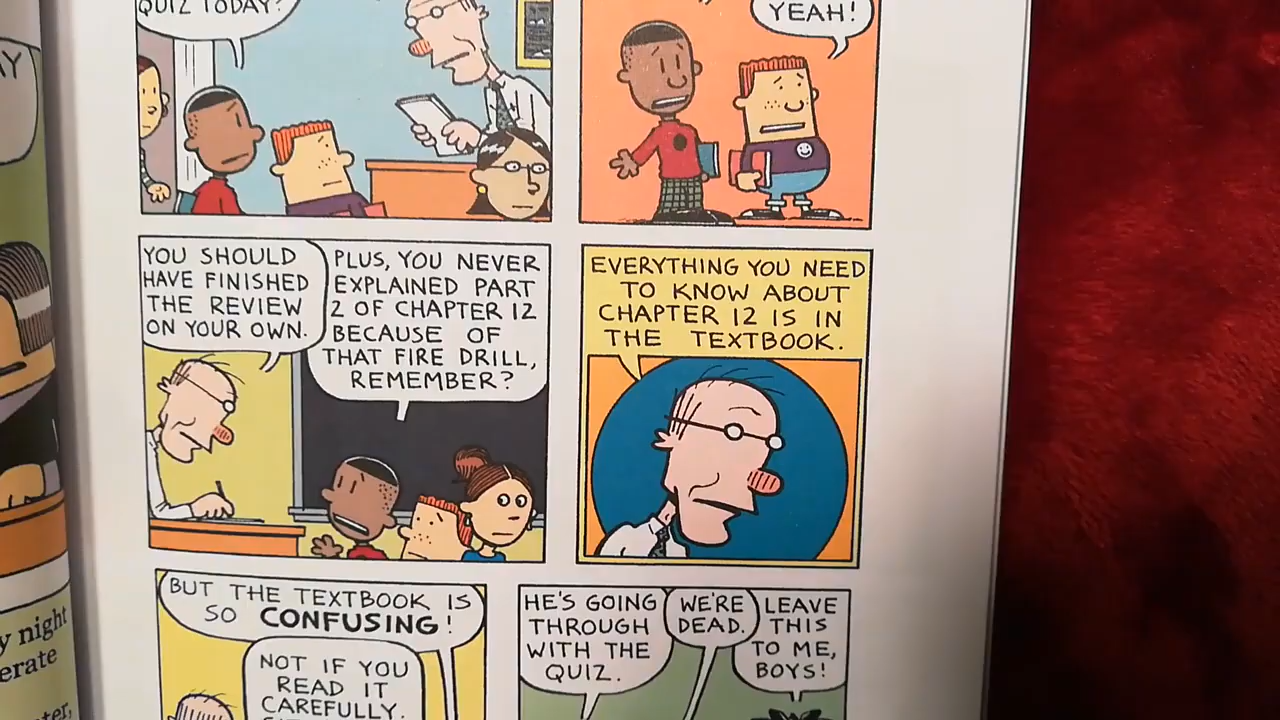 QUIZ TODAY?
YEAH!
AY
YOU SHOULD
HAVE FINISHED
THE REVIEW
ON YOUR OWN.
PLUS, YOU NEVER
EXPLAINED PART
2 OF CHAPTER 12
BECAUSE OF
THAT FIRE DRILL,
REMEMBER?
EVERYTHING YOU NEED
TO KNOW ABOUT
CHAPTER 12 IS IN
THE TEXTBOOK.
BUT THE TEXTBOOK IS
SO CONFUSING!
NOT IF YOU
READ IT
CAREFULLY.
HE'S GOING
THROUGH
WITH THE
QUIZ.
WE'RE
DEAD.
LEAVE
THIS
TO ME,
BOYS!
y night
erate
ter,